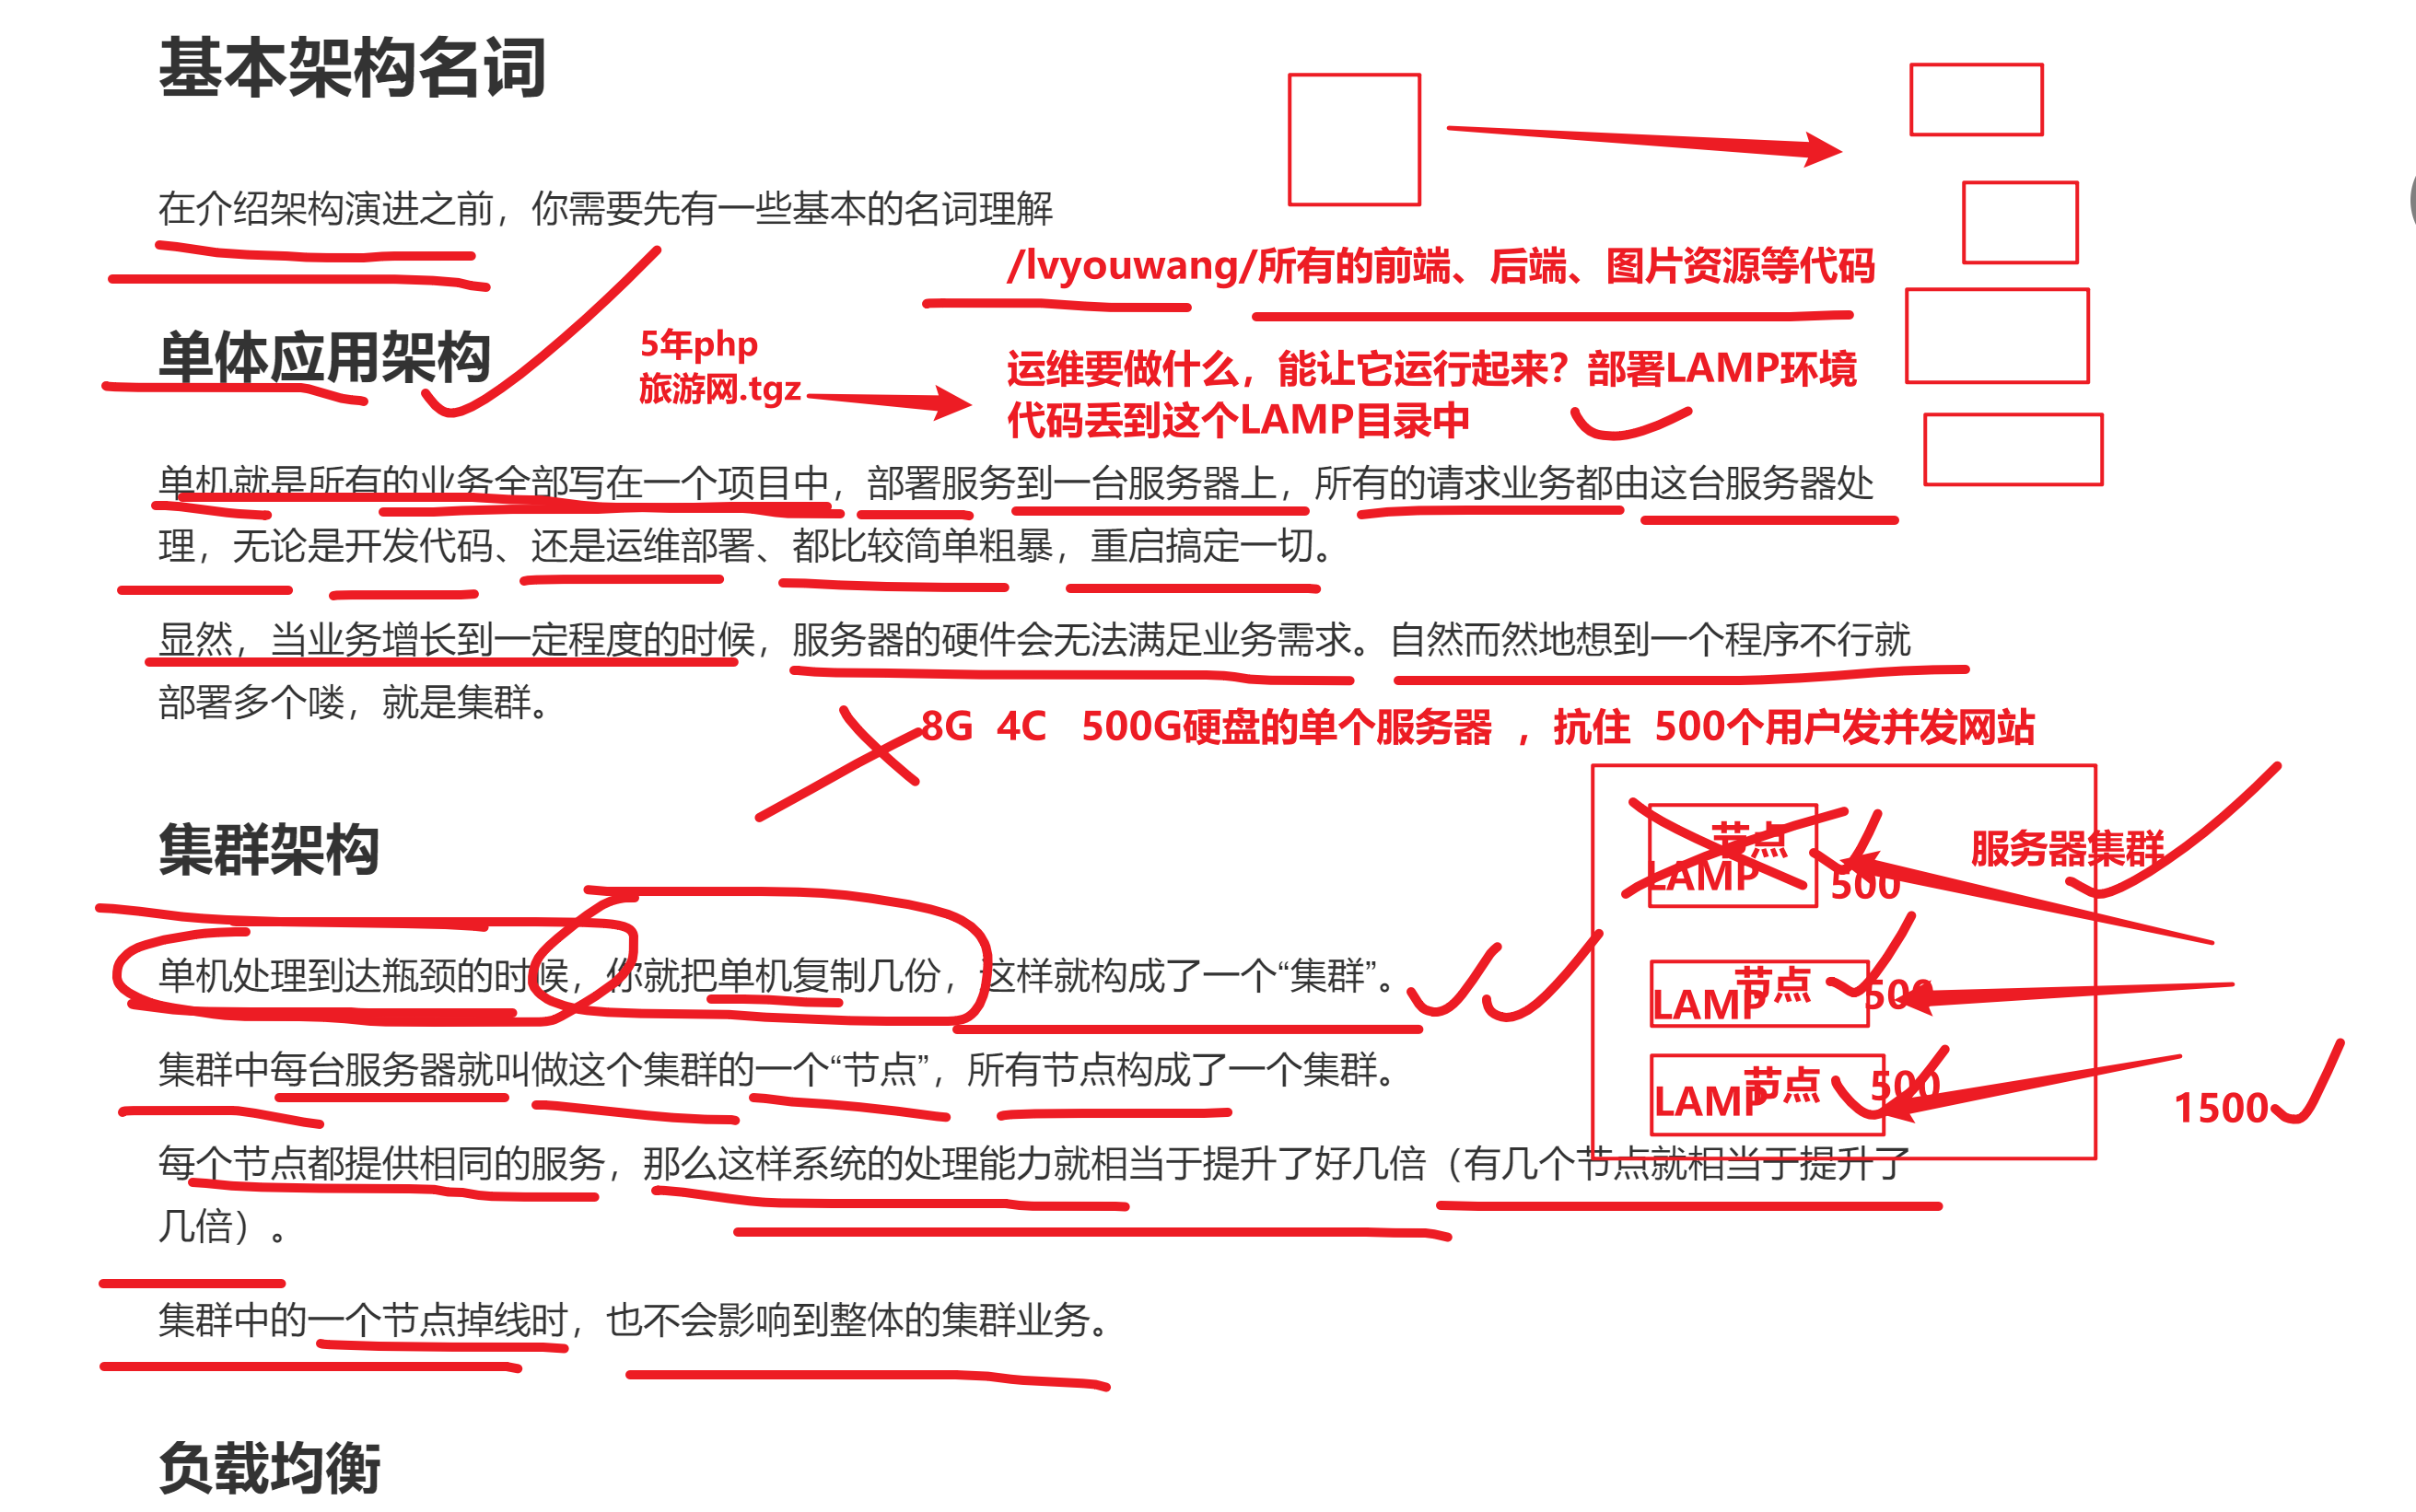 基本架构名词
在介绍架构演进之前，你需要先有一些基本的名词理解
/lvyouwang/所有的前端、后端、图片资源等代码
单体应用架构
5年php
旅游网.tgz
运维要做什么，能让它运行起来？部署LAMP环境
代码丢到这个LAMP目录中
单机就是所有的业务全部写在一个项目中，部署服务到一台服务器上，所有的请求业务都由这台服务器处
理，无论是开发代码、还是运维部署、都比较简单粗暴，重启搞定一切。
显然，当业务增长到一定程度的时候，服务器的硬件会无法满足业务需求。自然而然地想到一个程序不行就
部署多个喽，就是集群。
8G 4C 500G硬盘的单个服务器 ，抗住 500个用户发并发网站
集群架构
节点
LAMP
500
服务器集群
单机处理到达瓶颈的时候，你就把单机复制几份，这样就构成了一个“集群”。
节点
LAMP
500
集群中每台服务器就叫做这个集群的一个“节点”，所有节点构成了一个集群。
节点
LAMP
500
1500
每个节点都提供相同的服务，那么这样系统的处理能力就相当于提升了好几倍（有几个节点就相当于提升了
几倍）。
集群中的一个节点掉线时，也不会影响到整体的集群业务。
负载均衡